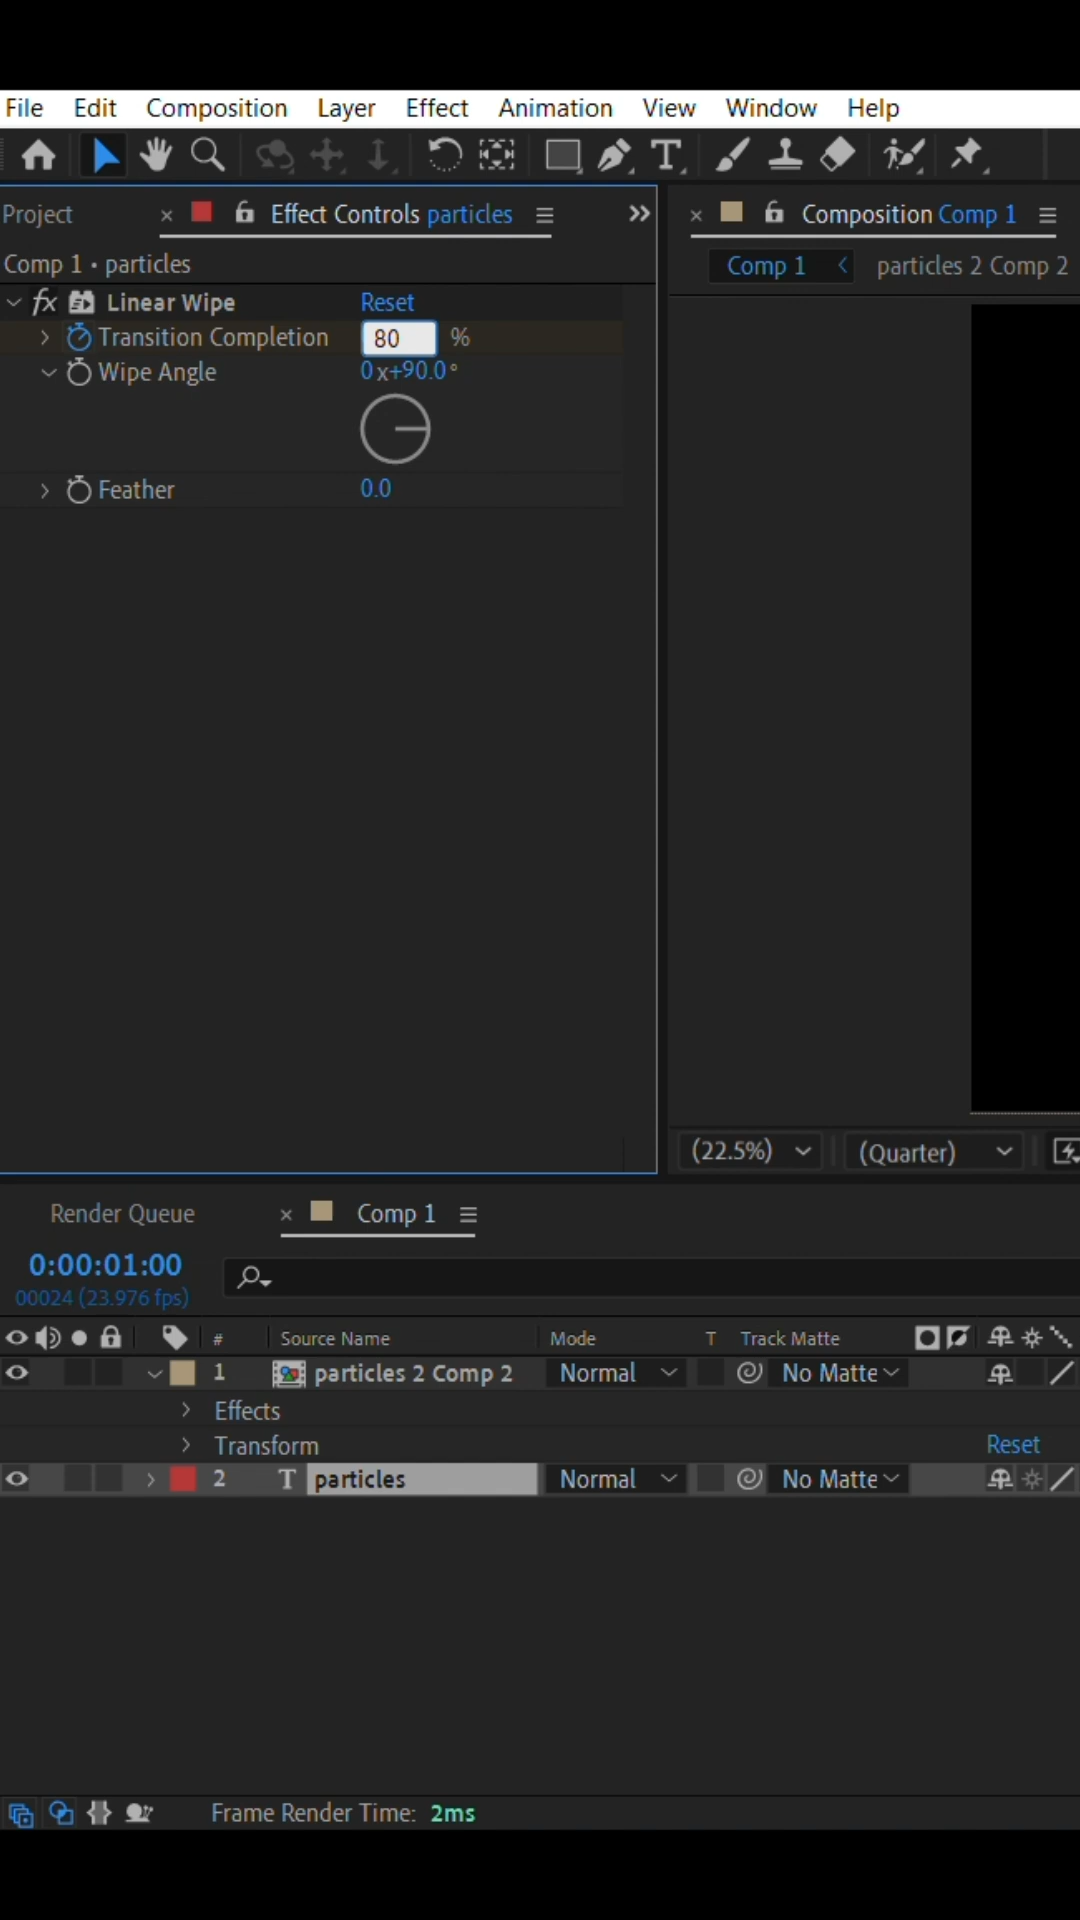 File Edit Composition Layer Effect Animation View Window Help
Project × Effect Controls particles
Comp 1 • particles
fx Linear Wipe Reset
Transition Completion 80 %
Wipe Angle 0x+90.0°
Feather 0.0
× Composition Comp 1
Comp 1 < particles 2 Comp 2
(22.5%) (Quarter)
Render Queue × Comp 1
0:00:01:00
00024 (23.976 fps)
# Source Name Mode T Track Matte
1 particles 2 Comp 2 Normal No Matte
Effects
Transform Reset
2 T particles Normal No Matte
Frame Render Time: 2ms